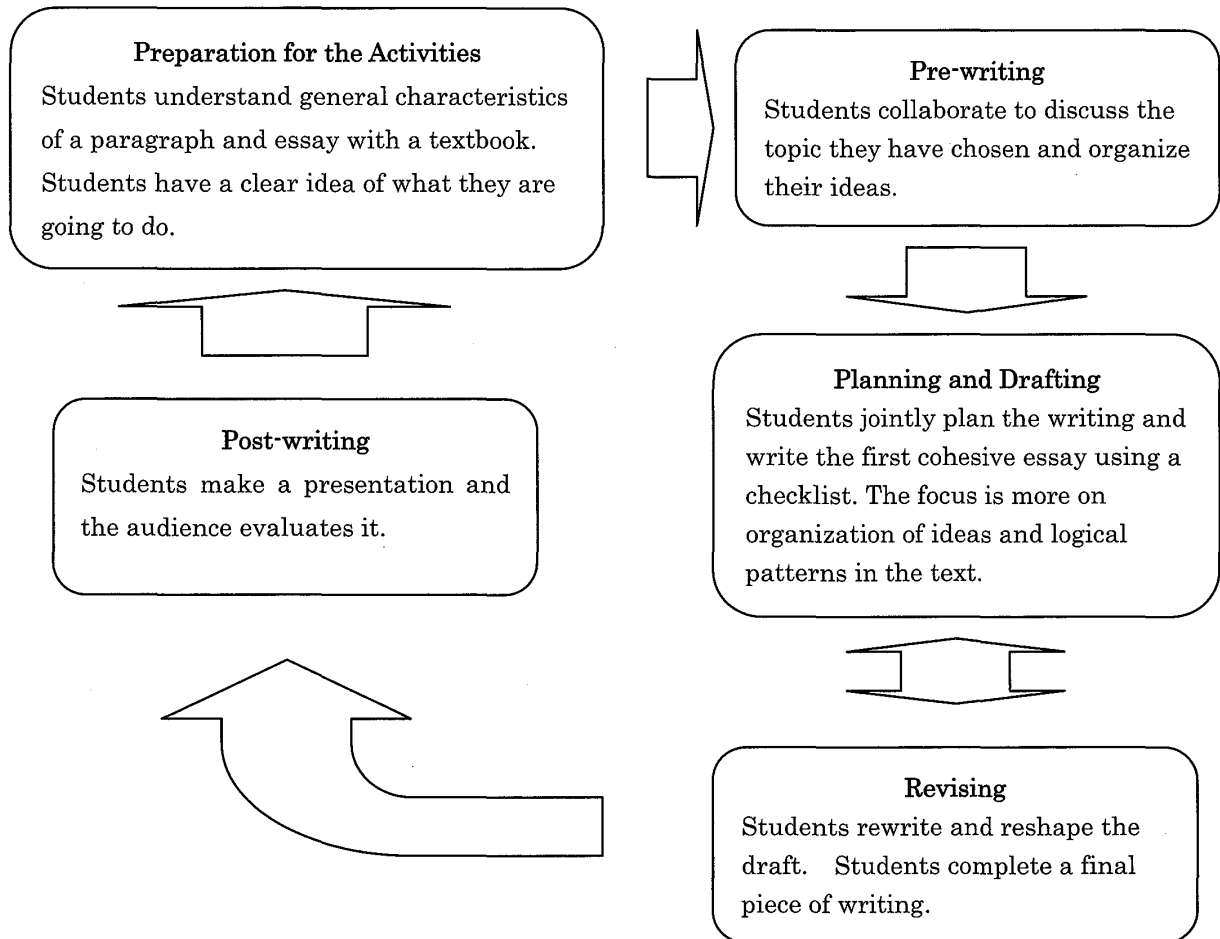 Preparation for the Activities
Students understand general characteristics
of a paragraph and essay with a textbook.
Students have a clear idea of what they are
going to do.
Pre-writing
Students collaborate to discuss the
topic they have chosen and organize
their ideas.
Planning and Drafting
Students jointly plan the writing and
write the first cohesive essay using a
checklist. The focus is more on
organization of ideas and logical
patterns in the text.
Revising
Students rewrite and reshape the
draft. Students complete a final
piece of writing.
Post-writing
Students make a presentation and
the audience evaluates it.